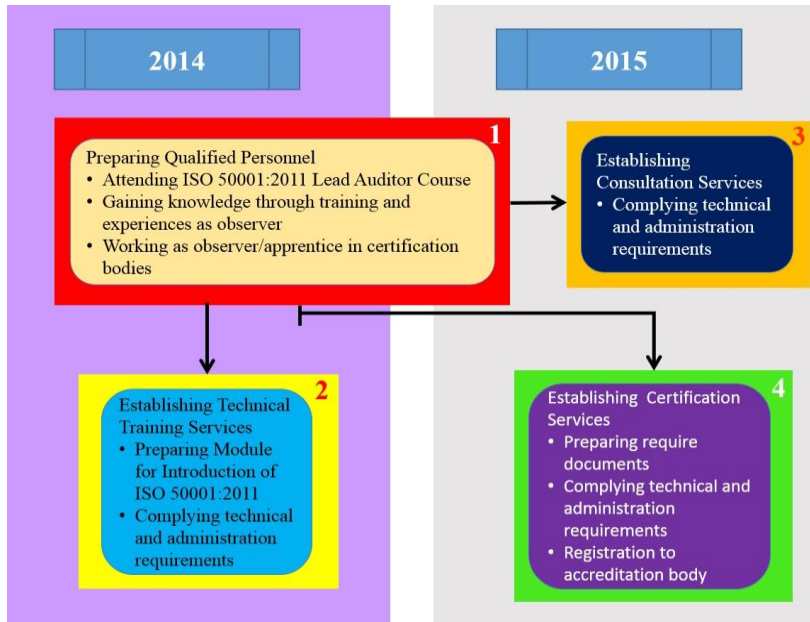 2014
2015
1
Preparing Qualified Personnel
• Attending ISO 50001:2011 Lead Auditor Course
• Gaining knowledge through training and
experiences as observer
• Working as observer/apprentice in certification
bodies
3
Establishing
Consultation Services
• Complying technical
and administration
requirements
2
Establishing Technical
Training Services
• Preparing Module
for Introduction of
ISO 50001:2011
• Complying technical
and administration
requirements
4
Establishing Certification
Services
• Preparing require
documents
• Complying technical and
administration
requirements
• Registration to
accreditation body